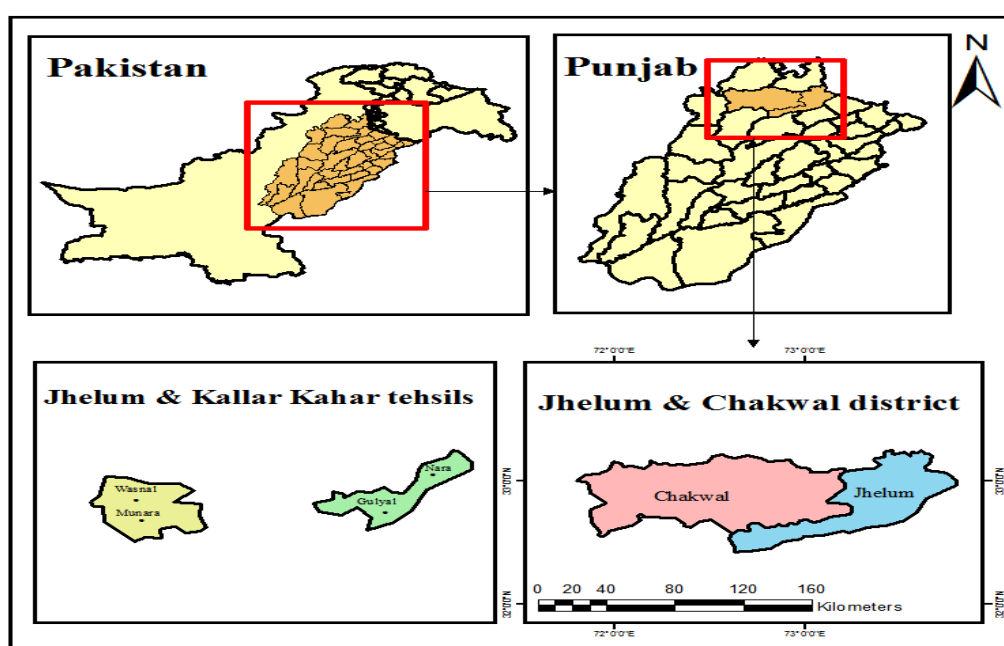 Pakistan
Punjab
N
Jhelum & Kallar Kahar tehsils
Wasnal
Munara
Nara
Gulyal
72°0'0"E 73°0'0"E
Jhelum & Chakwal district
33°0'0"N 33°0'0"N
Chakwal
Jhelum
0 20 40 80 120 160
Kilometers
32°0'0"N 32°0'0"N
72°0'0"E 73°0'0"E